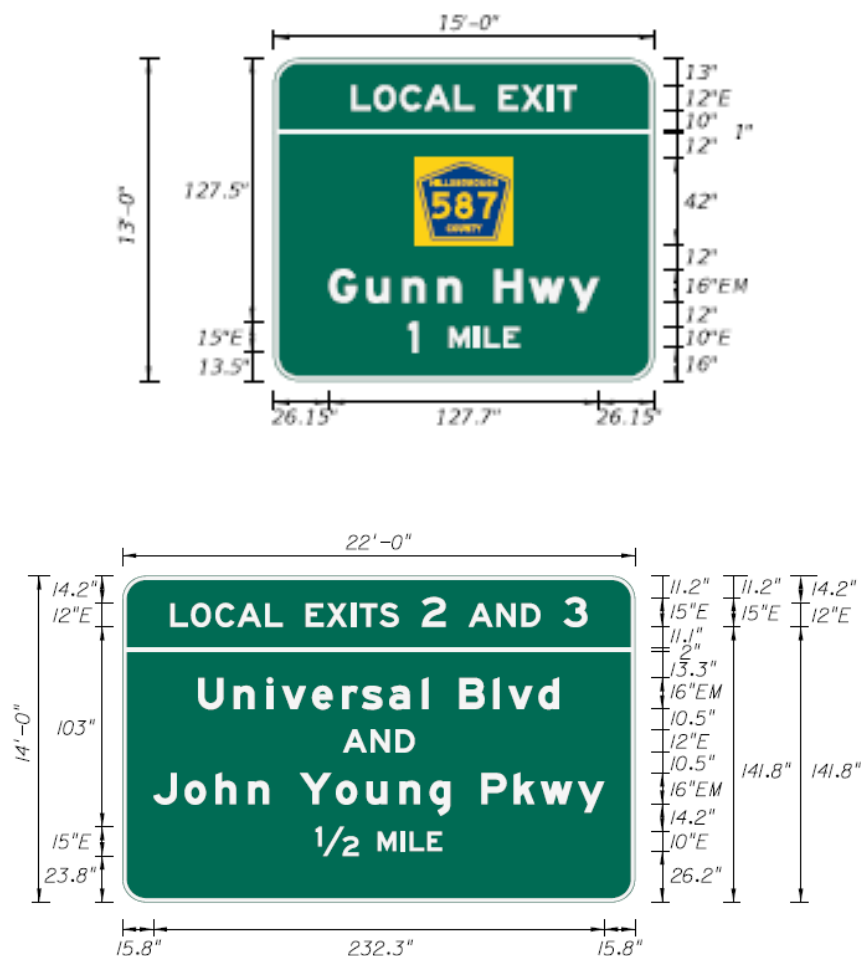 15'-0"
13'-0"
127.5"
15"E
13.5"
LOCAL EXIT
HILLSBOROUGH
587
COUNTY
Gunn Hwy
1 MILE
13"
12"E
10"
1"
12"
42"
12"
16"EM
12"
10"E
16"
26.15" 127.7" 26.15"
22'-0"
14'-0"
14.2"
12"E
103"
15"E
23.8"
LOCAL EXITS 2 AND 3
Universal Blvd
AND
John Young Pkwy
1/2 MILE
11.2"
15"E
11.1"
2"
13.3"
16"EM
10.5"
12"E
10.5"
16"EM
14.2"
10"E
26.2"
11.2"
15"E
141.8"
14.2"
12"E
141.8"
15.8" 232.3" 15.8"